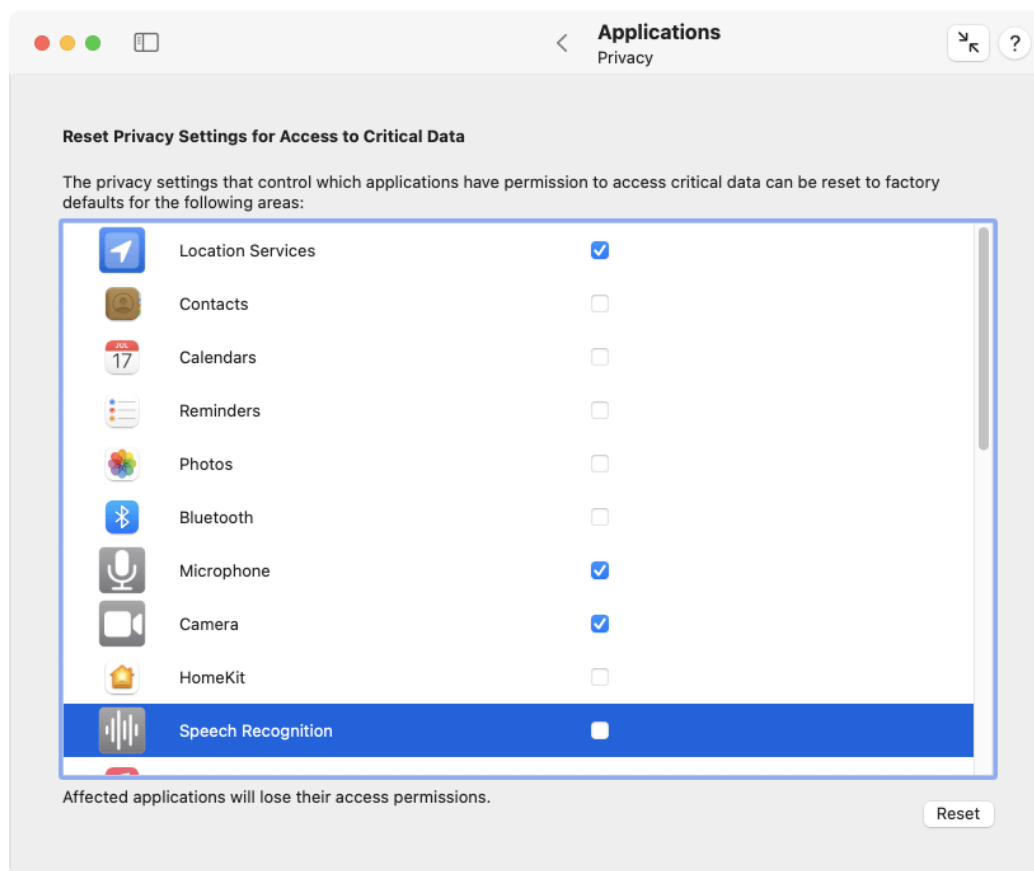 Applications
Privacy
?
Reset Privacy Settings for Access to Critical Data
The privacy settings that control which applications have permission to access critical data can be reset to factory
defaults for the following areas:
Location Services
Contacts
JUL
17
Calendars
Reminders
Photos
Bluetooth
Microphone
Camera
HomeKit
Speech Recognition
Affected applications will lose their access permissions.
Reset